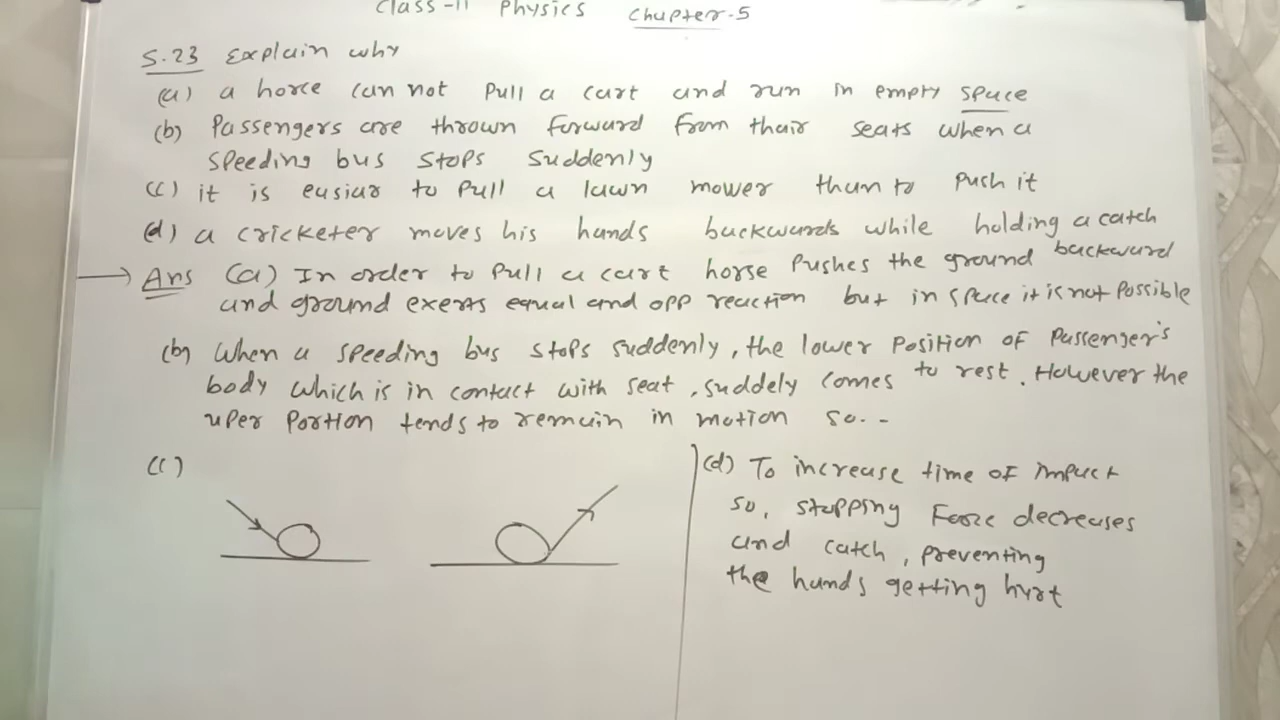 Class-11 Physics Chapter-5
5.23 Explain why
(a) a horce can not pull a cart and run in empty space
(b) Passengers are thrown forward from thair seats when a
speeding bus stops suddenly
(c) it is easiar to pull a lawn mower than to push it
(d) a cricketer moves his hands backwards while holding a catch
→ Ans (a) In order to pull a cart horse pushes the ground backward
and ground exerts equal and opp reaction but in space it is not possible
(b) When a speeding bus stops suddenly, the lower position of passenger's
body which is in contact with seat, suddely comes to rest. However the
uper portion tends to remain in motion so..-
(c)
(d) To increase time of impact
so, stopping Force decreases
and catch, preventing
the hands getting hurt